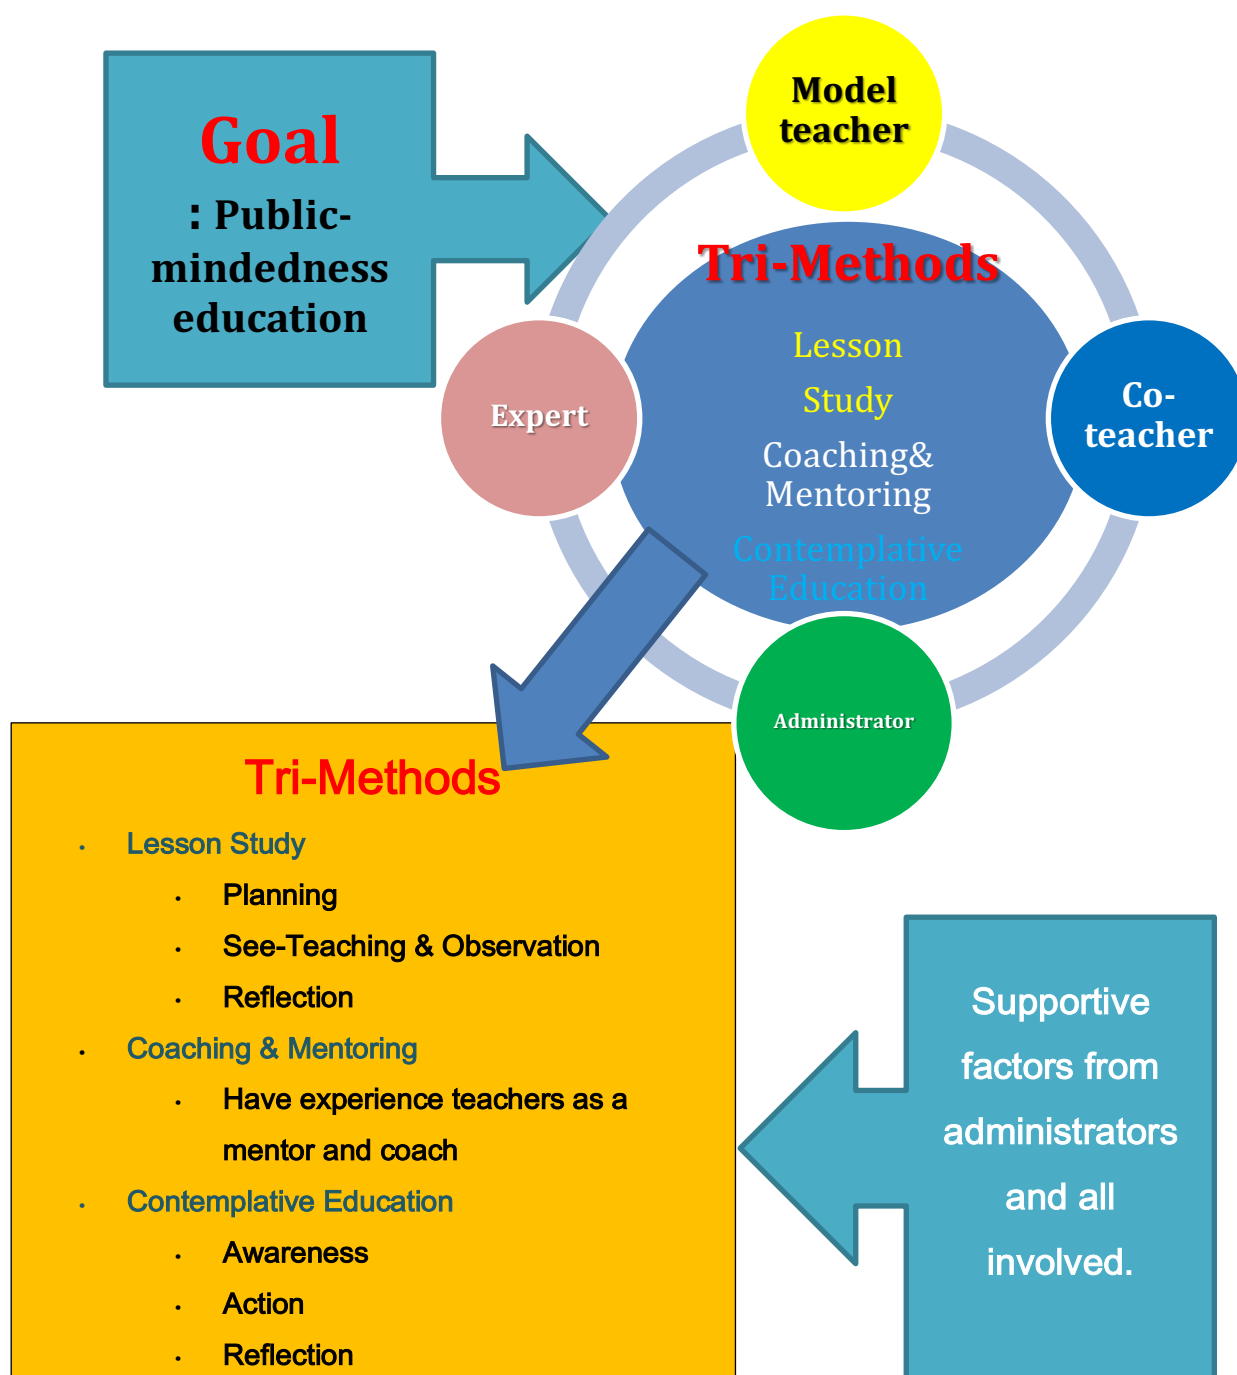 Goal
: Public-
mindedness
education
Model
teacher
Tri-Methods
Lesson
Study
Coaching&
Mentoring
Contemplative
Education
Expert
Co-
teacher
Administrator
Tri-Methods
• Lesson Study
• Planning
• See-Teaching & Observation
• Reflection
• Coaching & Mentoring
• Have experience teachers as a
mentor and coach
• Contemplative Education
• Awareness
• Action
• Reflection
Supportive
factors from
administrators
and all
involved.